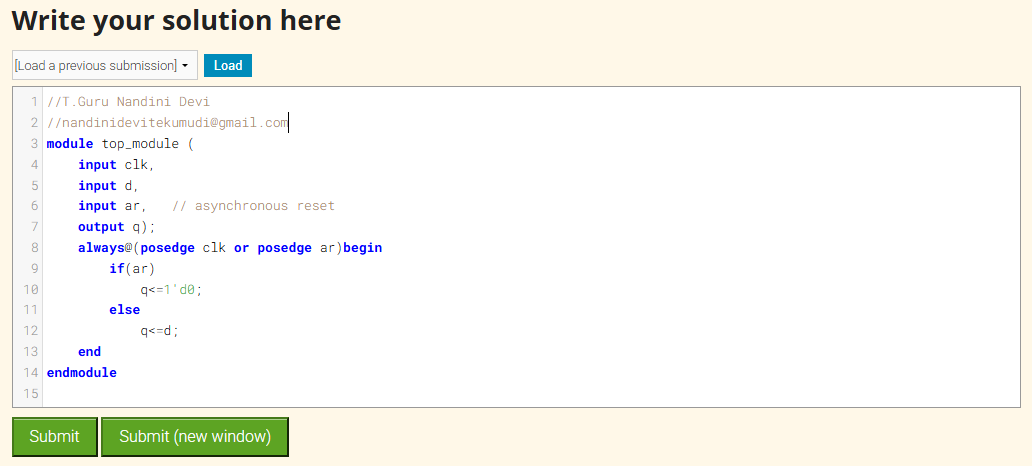 Write your solution here
[Load a previous submission] Load
1 //T.Guru Nandini Devi
2 //nandinidevitekumudi@gmail.com
3 module top_module (
4     input clk,
5     input d,
6     input ar,   // asynchronous reset
7     output q);
8     always@(posedge clk or posedge ar)begin
9         if(ar)
10             q<=1'd0;
11         else
12             q<=d;
13     end
14 endmodule
15
Submit Submit (new window)